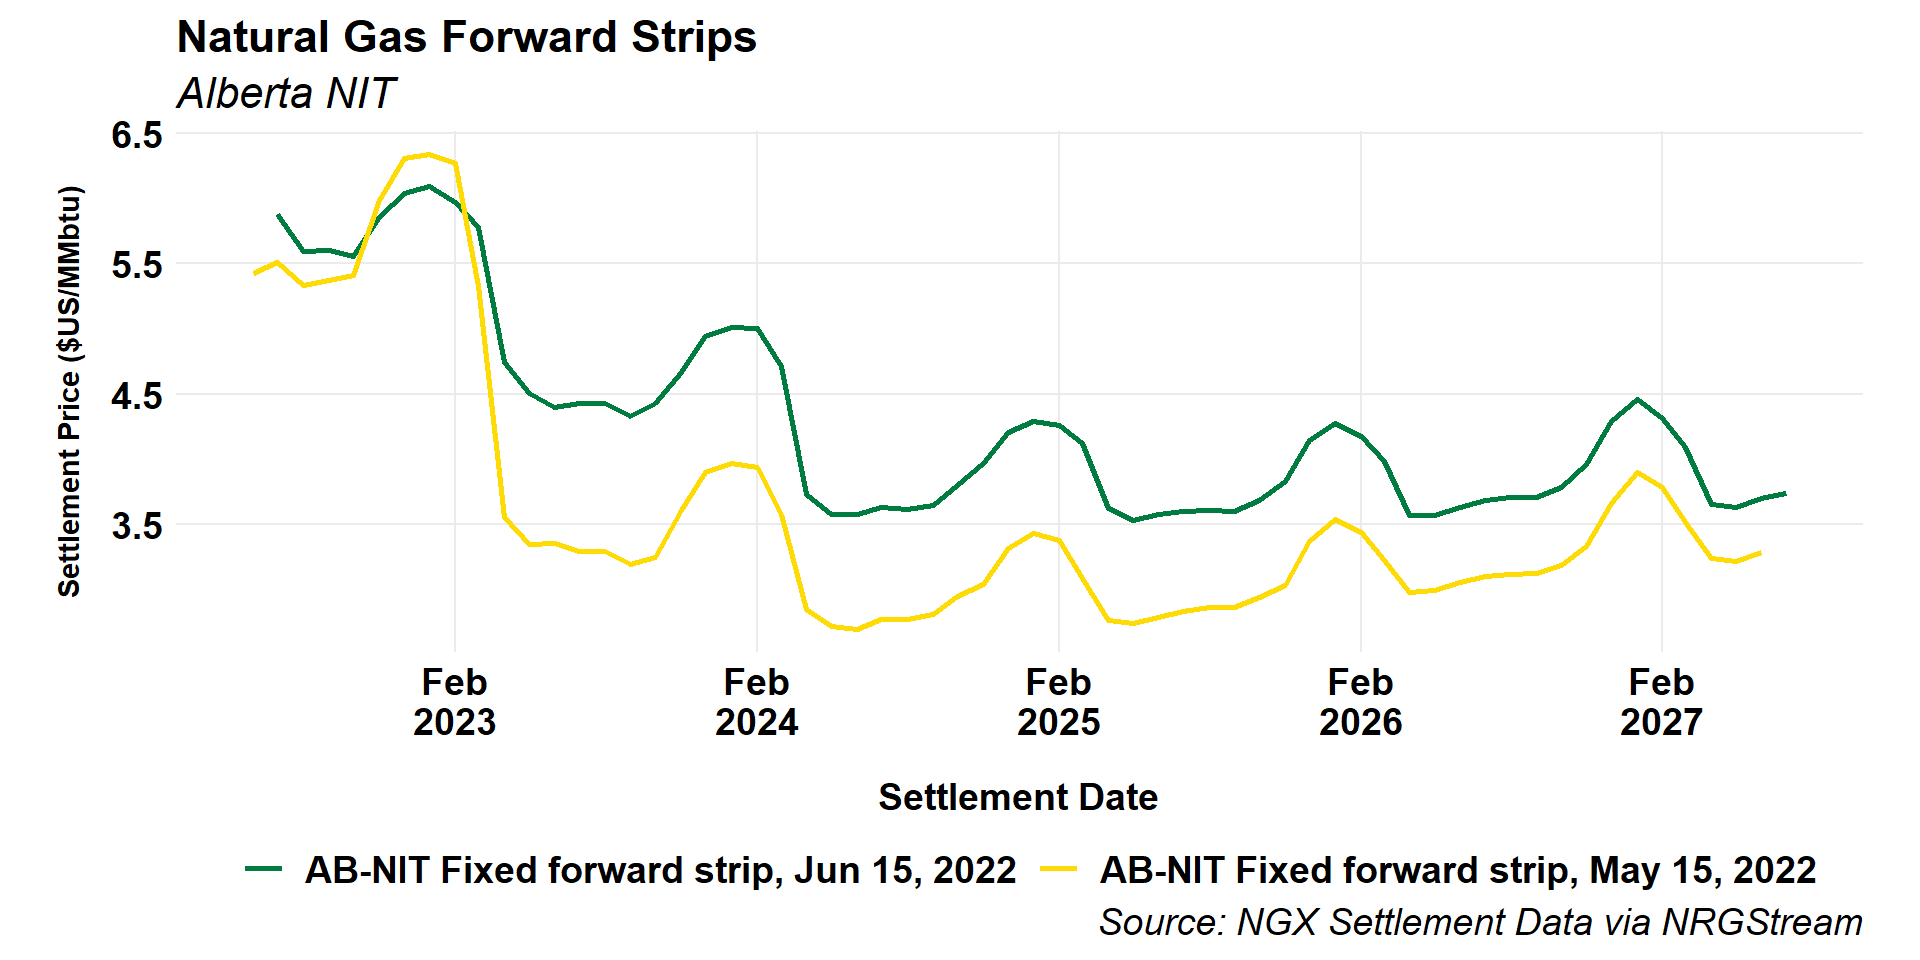 Natural Gas Forward Strips
Alberta NIT
Settlement Price ($US/MMbtu)
6.5
5.5
4.5
3.5
Feb 2023
Feb 2024
Feb 2025
Feb 2026
Feb 2027
Settlement Date
AB-NIT Fixed forward strip, Jun 15, 2022
AB-NIT Fixed forward strip, May 15, 2022
Source: NGX Settlement Data via NRGStream